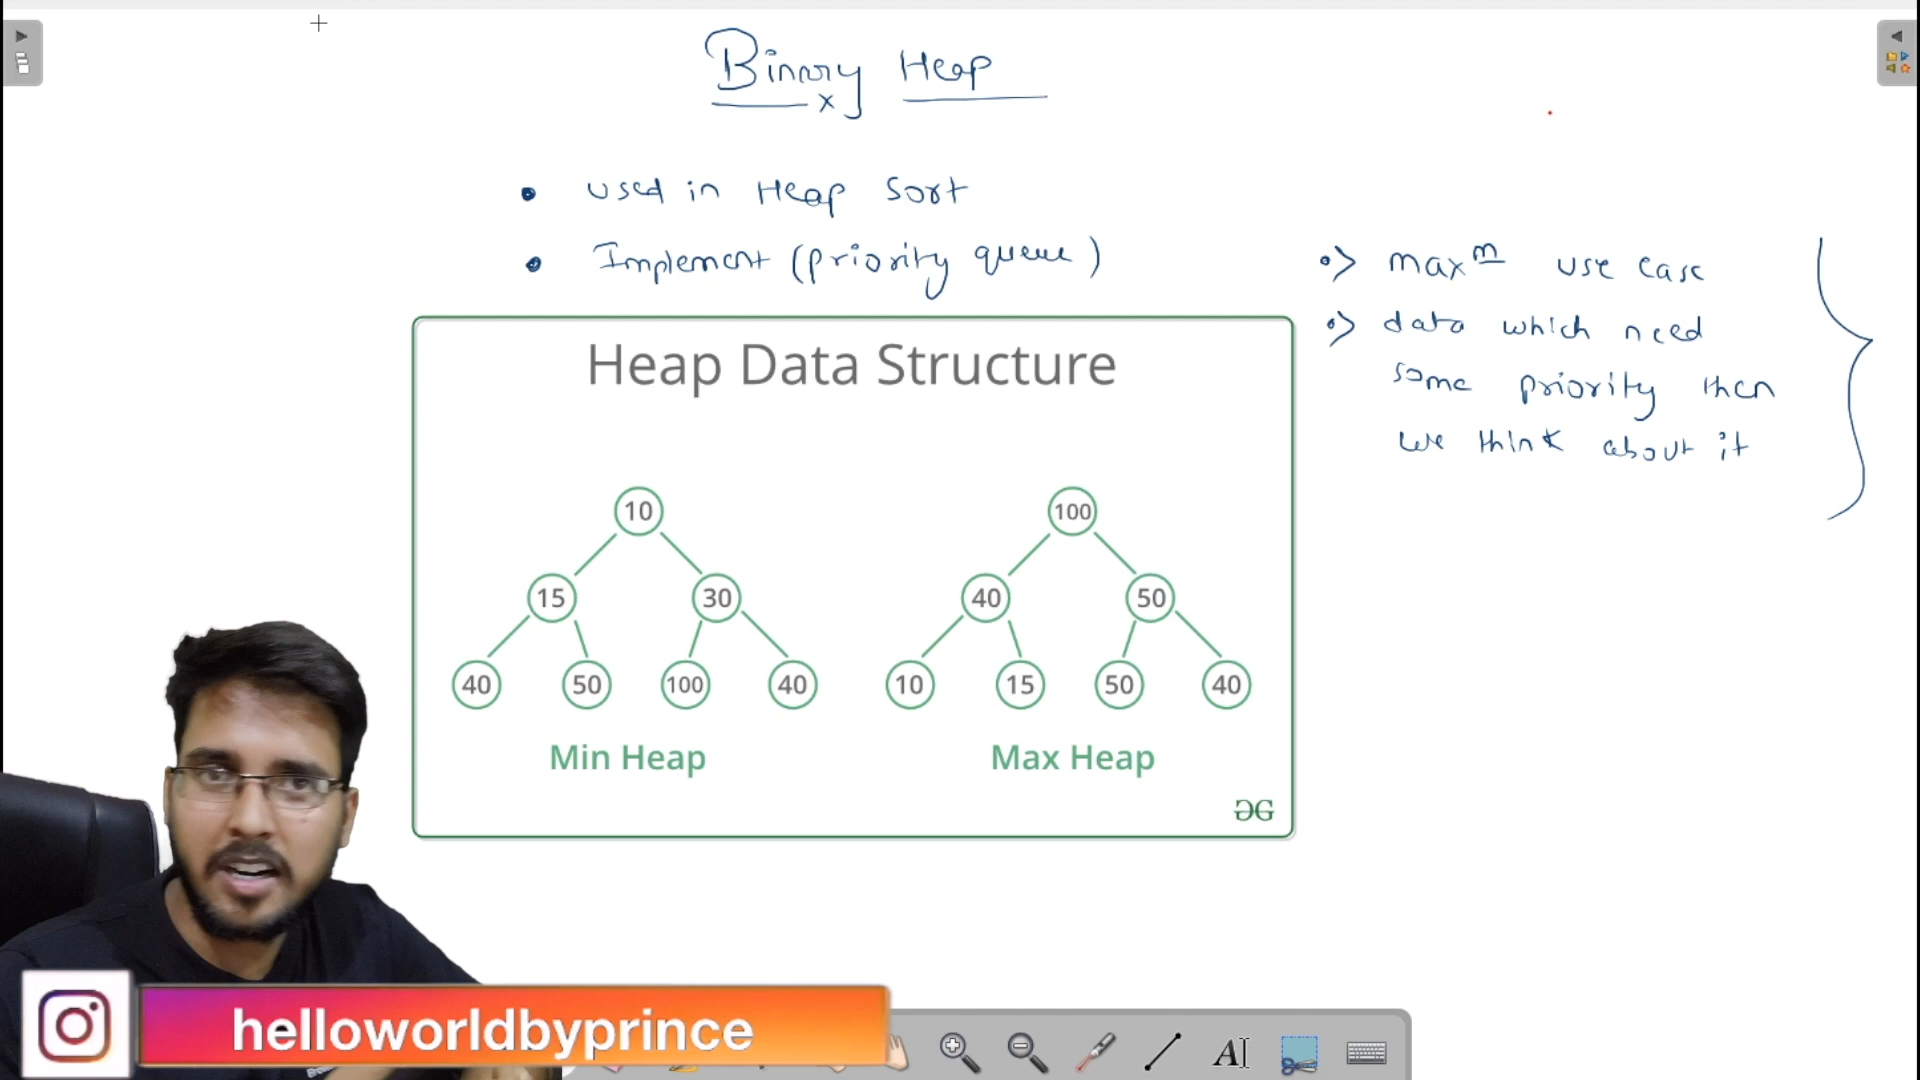 Binary Heap
x
• used in Heap Sort
• Implement (priority queue)
•> maxᵐ use case
•> data which need
some priority then
we think about it
Heap Data Structure
10
100
15
30
40
50
40
50
100
40
10
15
50
40
Min Heap
Max Heap
GG
helloworldbyprince
AI